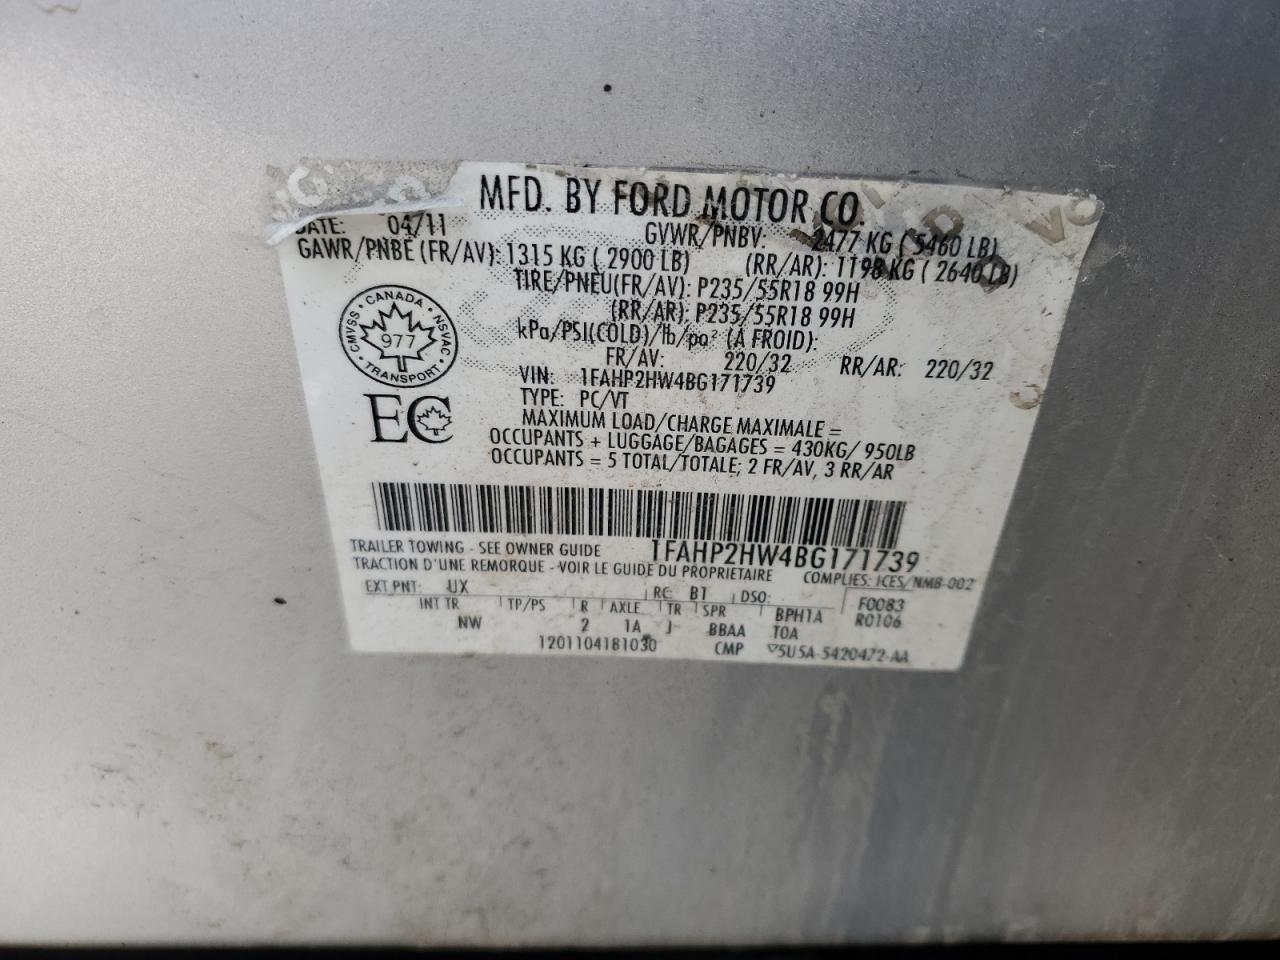 MFD. BY FORD MOTOR CO.
DATE: 04/11 GVWR/PNBV: 2477 KG ( 5460 LB)
GAWR/PNBE (FR/AV): 1315 KG ( 2900 LB) (RR/AR): 1198 KG ( 2640 LB)
TIRE/PNEU(FR/AV): P235/55R18 99H
(RR/AR): P235/55R18 99H
kPa/PSI(COLD)/lb/po² (A FROID):
FR/AV: 220/32 RR/AR: 220/32
VIN: 1FAHP2HW4BG171739
TYPE: PC/VT
MAXIMUM LOAD/CHARGE MAXIMALE =
OCCUPANTS + LUGGAGE/BAGAGES = 430KG/ 950LB
OCCUPANTS = 5 TOTAL/TOTALE; 2 FR/AV, 3 RR/AR
CANADA
CMVSS NSVAC
977
TRANSPORT
EC
1FAHP2HW4BG171739
TRAILER TOWING - SEE OWNER GUIDE
TRACTION D'UNE REMORQUE - VOIR LE GUIDE DU PROPRIETAIRE
COMPLIES: ICES/NMB-002
EXT PNT: UX RC: B1 DSO: F0083
INT TR TP/PS R AXLE TR SPR BPH1A R0106
NW 2 1A J BBAA T0A
1201104181030 CMP 5U5A-5420472-AA